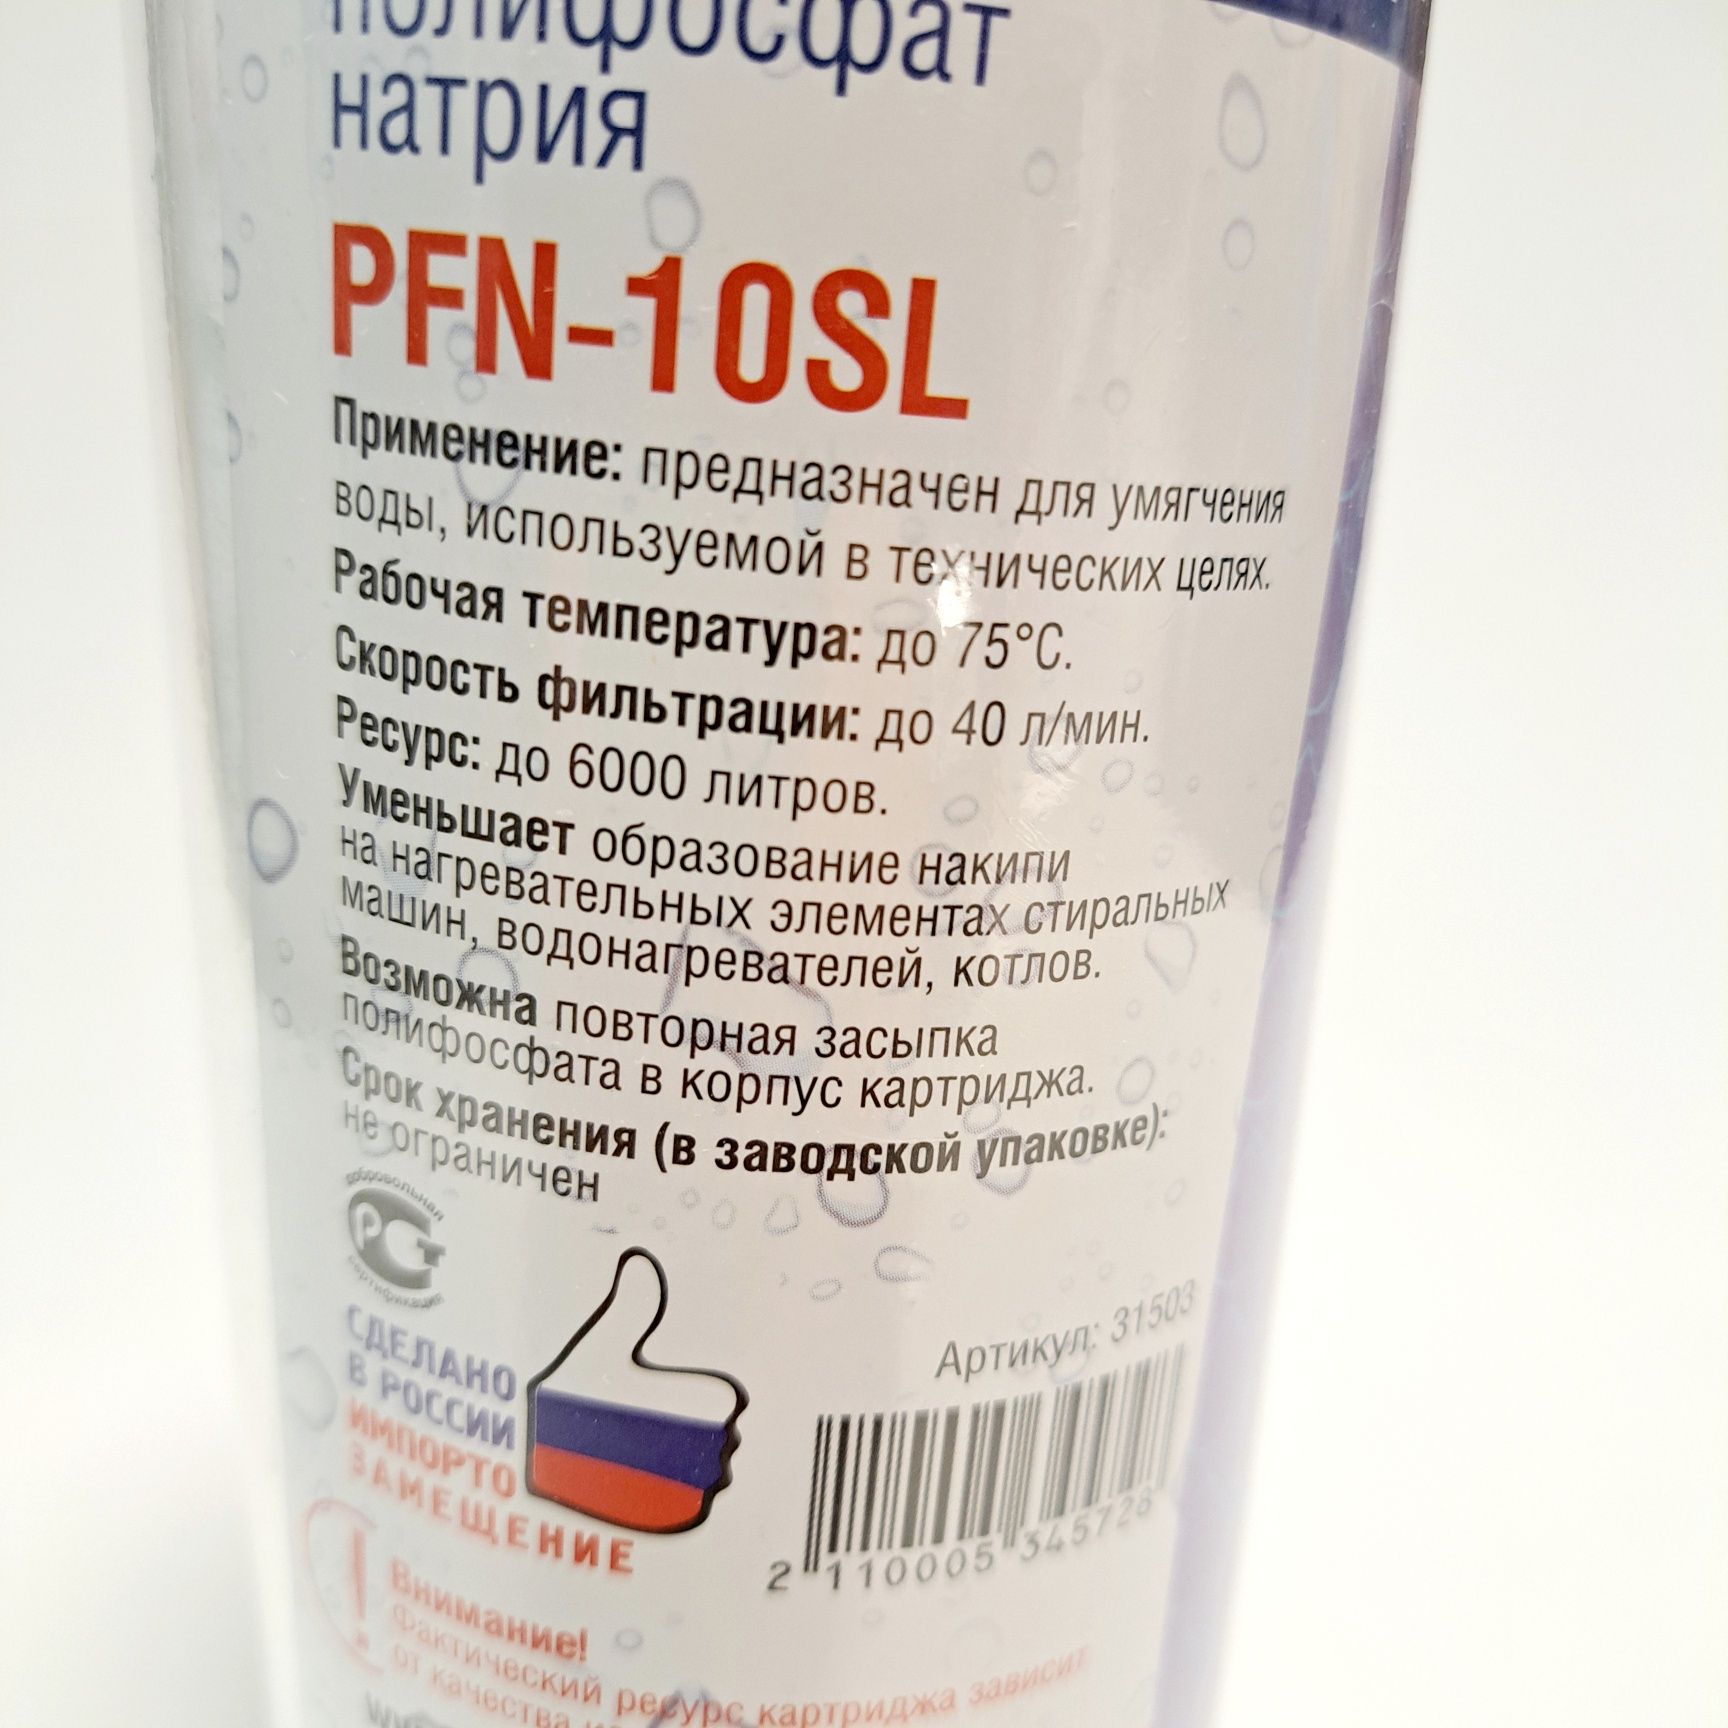 полифосфат
натрия
PFN-10SL
Применение: предназначен для умягчения
воды, используемой в технических целях.
Рабочая температура: до 75°С.
Скорость фильтрации: до 40 л/мин.
Ресурс: до 6000 литров.
Уменьшает образование накипи
на нагревательных элементах стиральных
машин, водонагревателей, котлов.
Возможна повторная засыпка
полифосфата в корпус картриджа.
Срок хранения (в заводской упаковке):
не ограничен
добровольная
РСТ
сертификация
СДЕЛАНО
В РОССИИ
ИМПОРТО
ЗАМЕЩЕНИЕ
Артикул: 31503
2 110005 345728
Внимание!
Фактический ресурс картриджа зависит
от качества